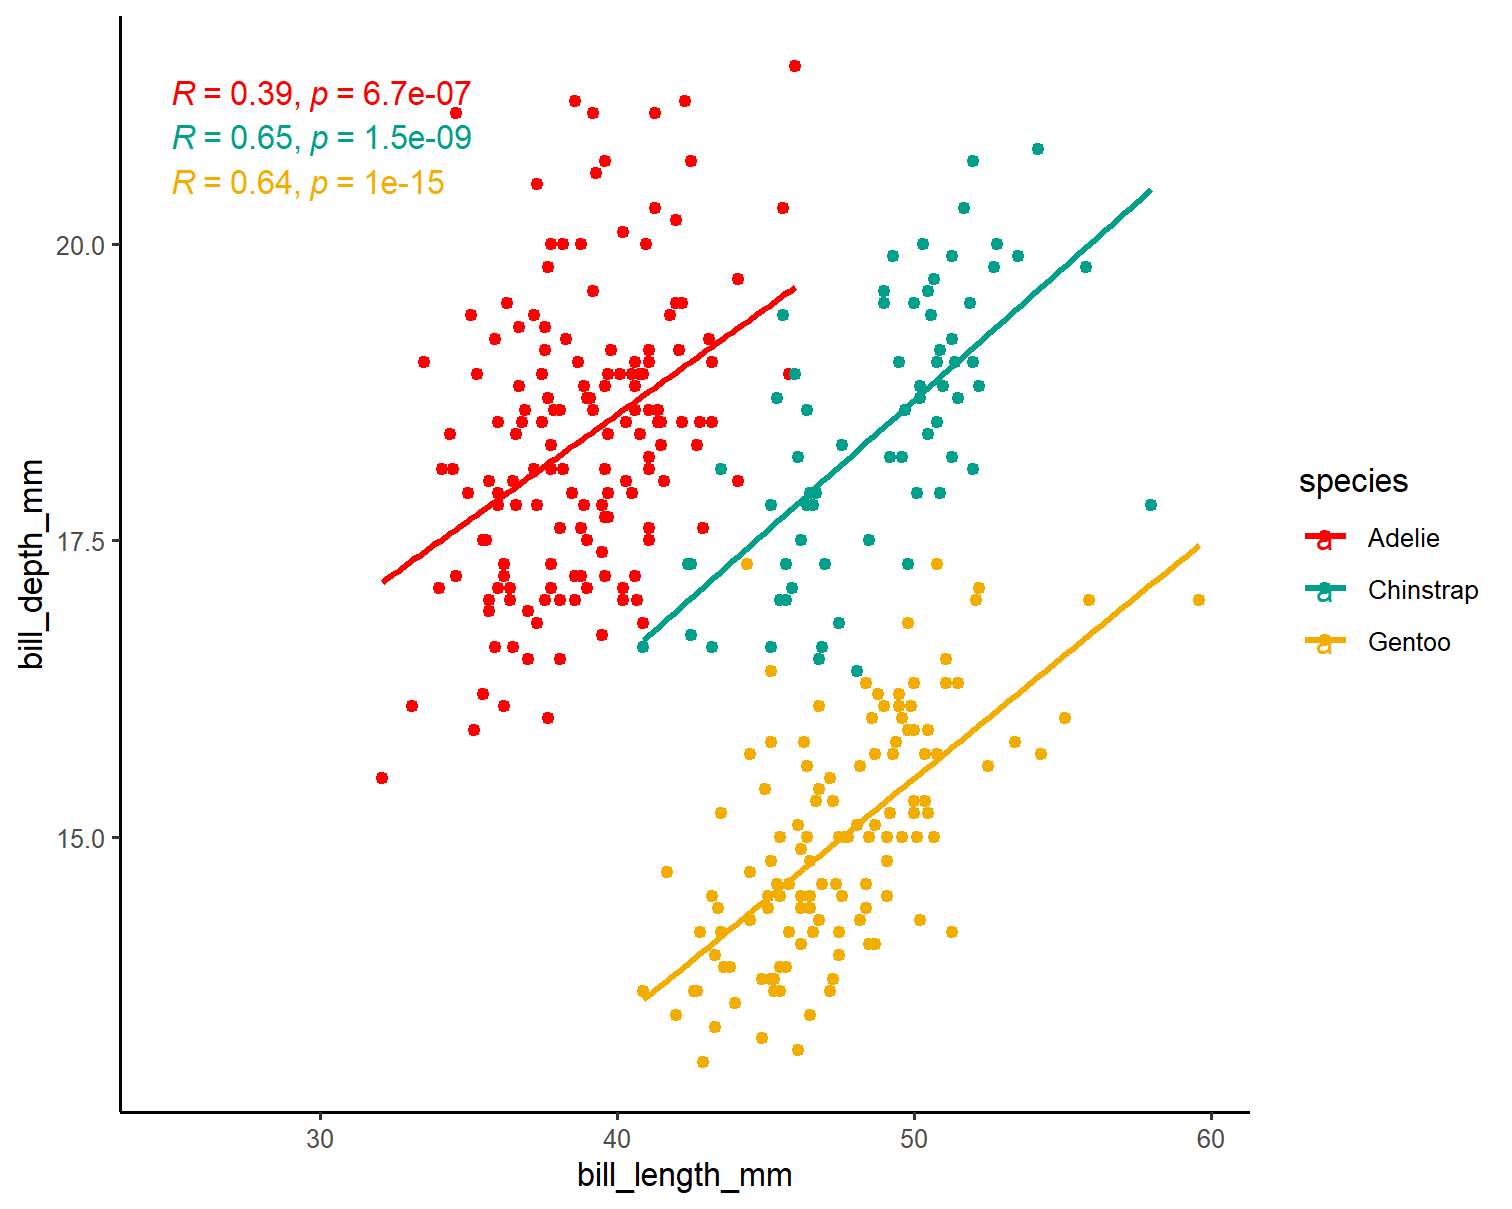 R = 0.39, p = 6.7e-07
R = 0.65, p = 1.5e-09
R = 0.64, p = 1e-15
20.0
17.5
15.0
bill_depth_mm
30 40 50 60
bill_length_mm
species
a Adelie
a Chinstrap
a Gentoo